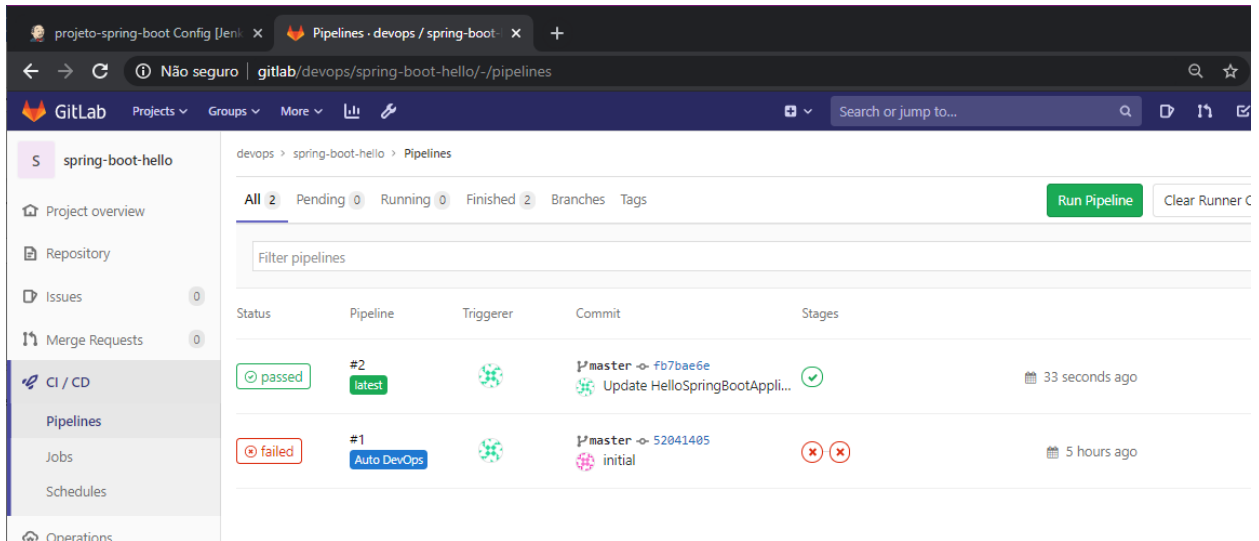 projeto-spring-boot Config [Jenk
Pipelines · devops / spring-boot-
Não seguro | gitlab/devops/spring-boot-hello/-/pipelines
GitLab Projects Groups More Search or jump to...
S spring-boot-hello
devops > spring-boot-hello > Pipelines
All 2 Pending 0 Running 0 Finished 2 Branches Tags Run Pipeline Clear Runner C
Project overview
Filter pipelines
Repository
Issues 0
Merge Requests 0
CI / CD
Pipelines
Jobs
Schedules
Operations
Status Pipeline Triggerer Commit Stages
passed #2 latest master fb7bae6e Update HelloSpringBootAppli... 33 seconds ago
failed #1 Auto DevOps master 52041405 initial 5 hours ago